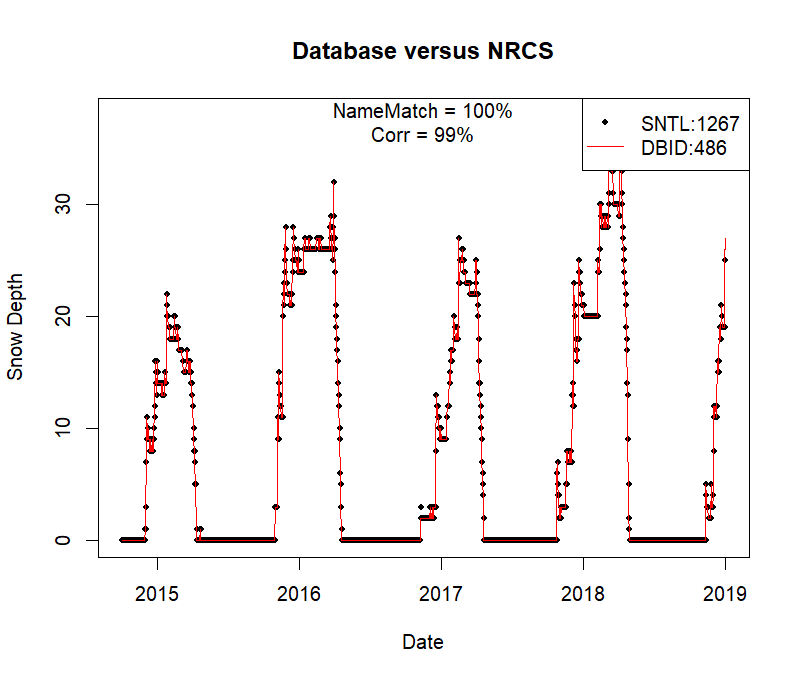 Database versus NRCS
NameMatch = 100%
Corr = 99%
SNTL:1267
DBID:486
30
20
10
0
Snow Depth
2015 2016 2017 2018 2019
Date